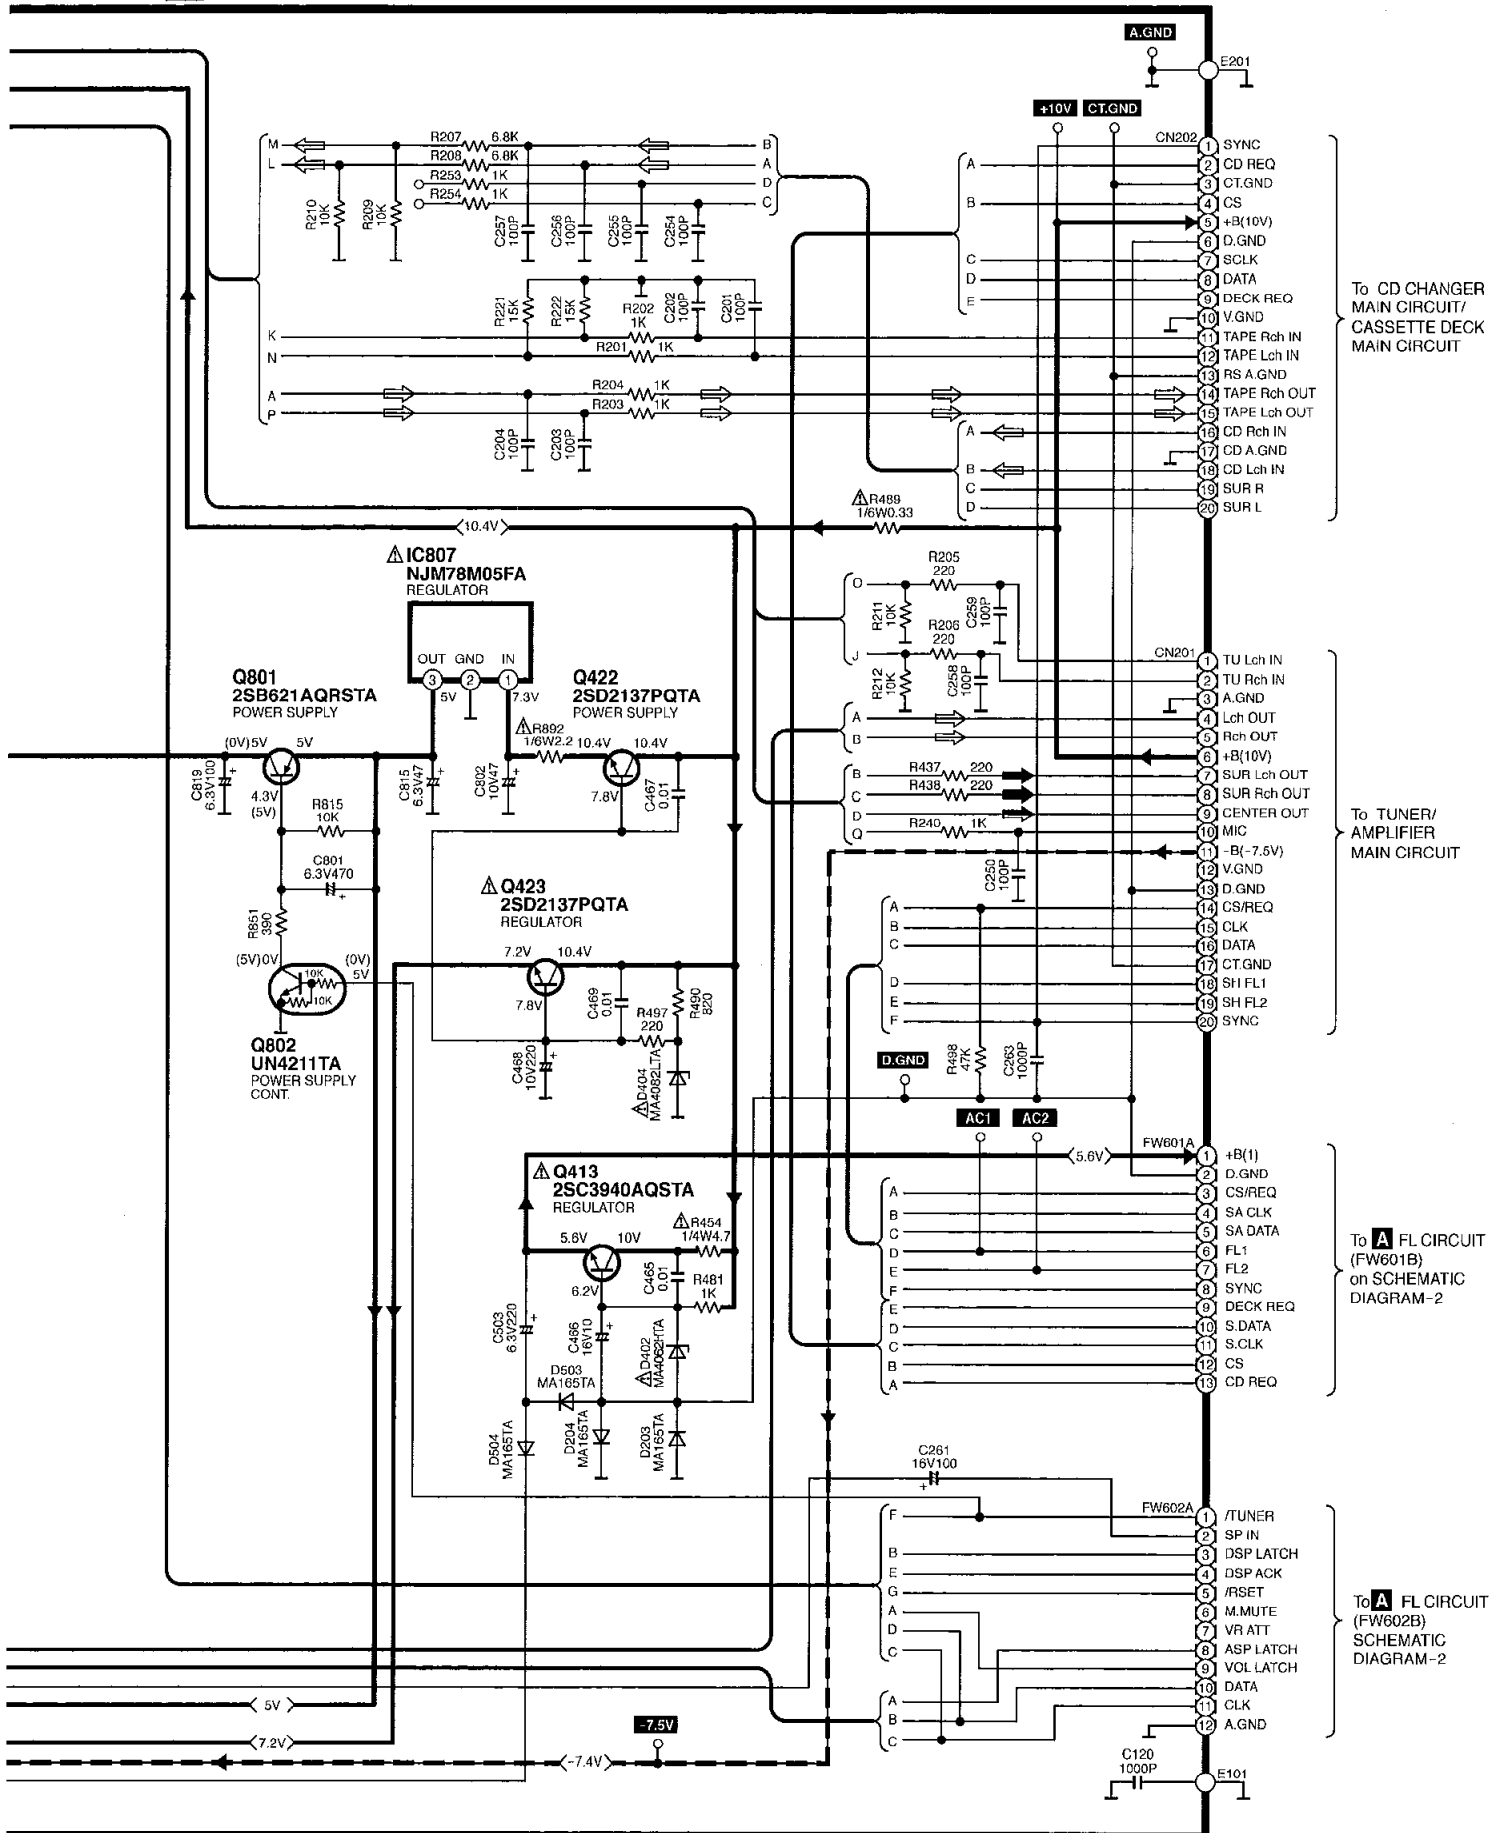 A.GND
E201
+10V CT.GND
CN202
1 SYNC
2 CD REQ
3 CT.GND
4 CS
5 +B(10V)
6 D.GND
7 SCLK
8 DATA
9 DECK REQ
10 V.GND
11 TAPE Rch IN
12 TAPE Lch IN
13 RS A.GND
14 TAPE Rch OUT
15 TAPE Lch OUT
16 CD Rch IN
17 CD A.GND
18 CD Lch IN
19 SUR R
20 SUR L
To CD CHANGER
MAIN CIRCUIT/
CASSETTE DECK
MAIN CIRCUIT
A
B
C
D
E
A
B
C
D
M
L
K
N
A
P
R207 6.8K
R208 6.8K
R253 1K
R254 1K
B
A
D
C
R210
10K
R209
10K
C257
100P
C256
100P
C255
100P
C254
100P
R221
15K
R222
15K
R202
1K
C202
100P
C201
100P
R201 1K
R204 1K
R203 1K
C204
100P
C203
100P
R489
1/6W0.33
10.4V
IC807
NJM78M05FA
REGULATOR
OUT GND IN
3 2 1
5V 7.3V
Q801
2SB621AQRSTA
POWER SUPPLY
(0V)5V 5V
4.3V
(5V)
C819
6.3V100
R815
10K
C801
6.3V470
R851
390
C815
6.3V47
C802
10V47
R892
1/6W2.2
Q422
2SD2137PQTA
POWER SUPPLY
10.4V 10.4V
7.8V
C467
0.01
(5V)0V
(0V)
5V
10K
10K
Q802
UN4211TA
POWER SUPPLY
CONT.
Q423
2SD2137PQTA
REGULATOR
7.2V 10.4V
7.8V
C469
0.01
R490
820
R497
220
C468
10V220
D404
MA4082LTA
O
J
R205
220
R211
10K
C259
100P
R206
220
R212
10K
C258
100P
A
B
B
C
D
Q
R437 220
R438 220
R240 1K
C250
100P
CN201
1 TU Lch IN
2 TU Rch IN
3 A.GND
4 Lch OUT
5 Rch OUT
6 +B(10V)
7 SUR Lch OUT
8 SUR Rch OUT
9 CENTER OUT
10 MIC
11 -B(-7.5V)
12 V.GND
13 D.GND
14 CS/REQ
15 CLK
16 DATA
17 CT.GND
18 SH FL1
19 SH FL2
20 SYNC
To TUNER/
AMPLIFIER
MAIN CIRCUIT
A
B
C
D
E
F
D.GND
R498
47K
C263
1000P
AC1 AC2
Q413
2SC3940AQSTA
REGULATOR
5.6V 10V
6.2V
R454
1/4W4.7
C465
0.01
R481
1K
C503
6.3V220
C466
16V10
D402
MA4062HTA
D503
MA165TA
D504
MA165TA
D204
MA165TA
D203
MA165TA
5.6V
FW601A
1 +B(1)
2 D.GND
3 CS/REQ
4 SA CLK
5 SA DATA
6 FL1
7 FL2
8 SYNC
9 DECK REQ
10 S.DATA
11 S.CLK
12 CS
13 CD REQ
A
B
C
D
E
F
E
D
C
B
A
To A FL CIRCUIT
(FW601B)
on SCHEMATIC
DIAGRAM-2
C261
16V100
FW602A
1 /TUNER
2 SP IN
3 DSP LATCH
4 DSP ACK
5 /RSET
6 M.MUTE
7 VR ATT
8 ASP LATCH
9 VOL LATCH
10 DATA
11 CLK
12 A.GND
F
B
E
G
A
D
C
A
B
C
To A FL CIRCUIT
(FW602B)
SCHEMATIC
DIAGRAM-2
5V
7.2V
-7.5V
-7.4V
C120
1000P
E101